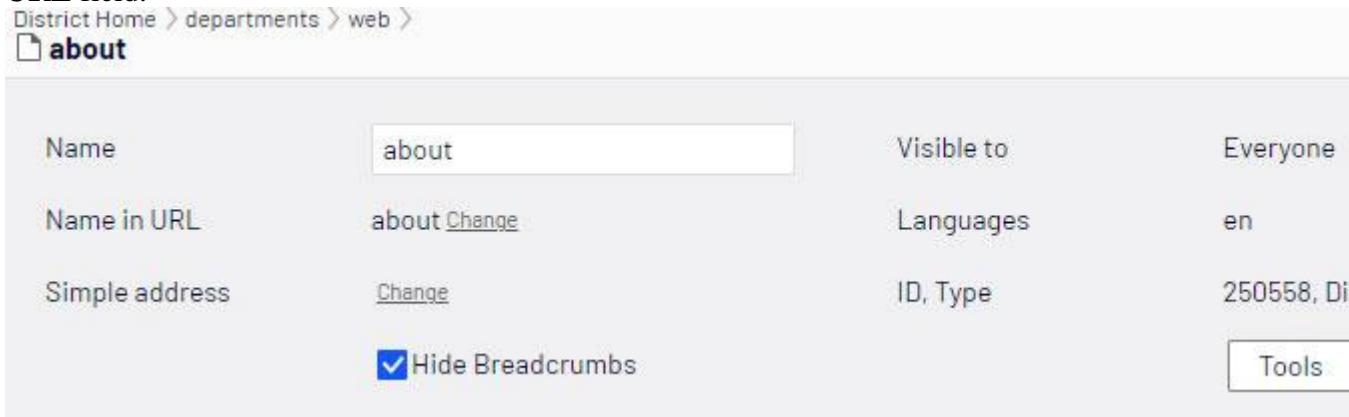 District Home > departments > web >
about
Name about Visible to Everyone
Name in URL about Change Languages en
Simple address Change ID, Type 250558, Di
Hide Breadcrumbs Tools